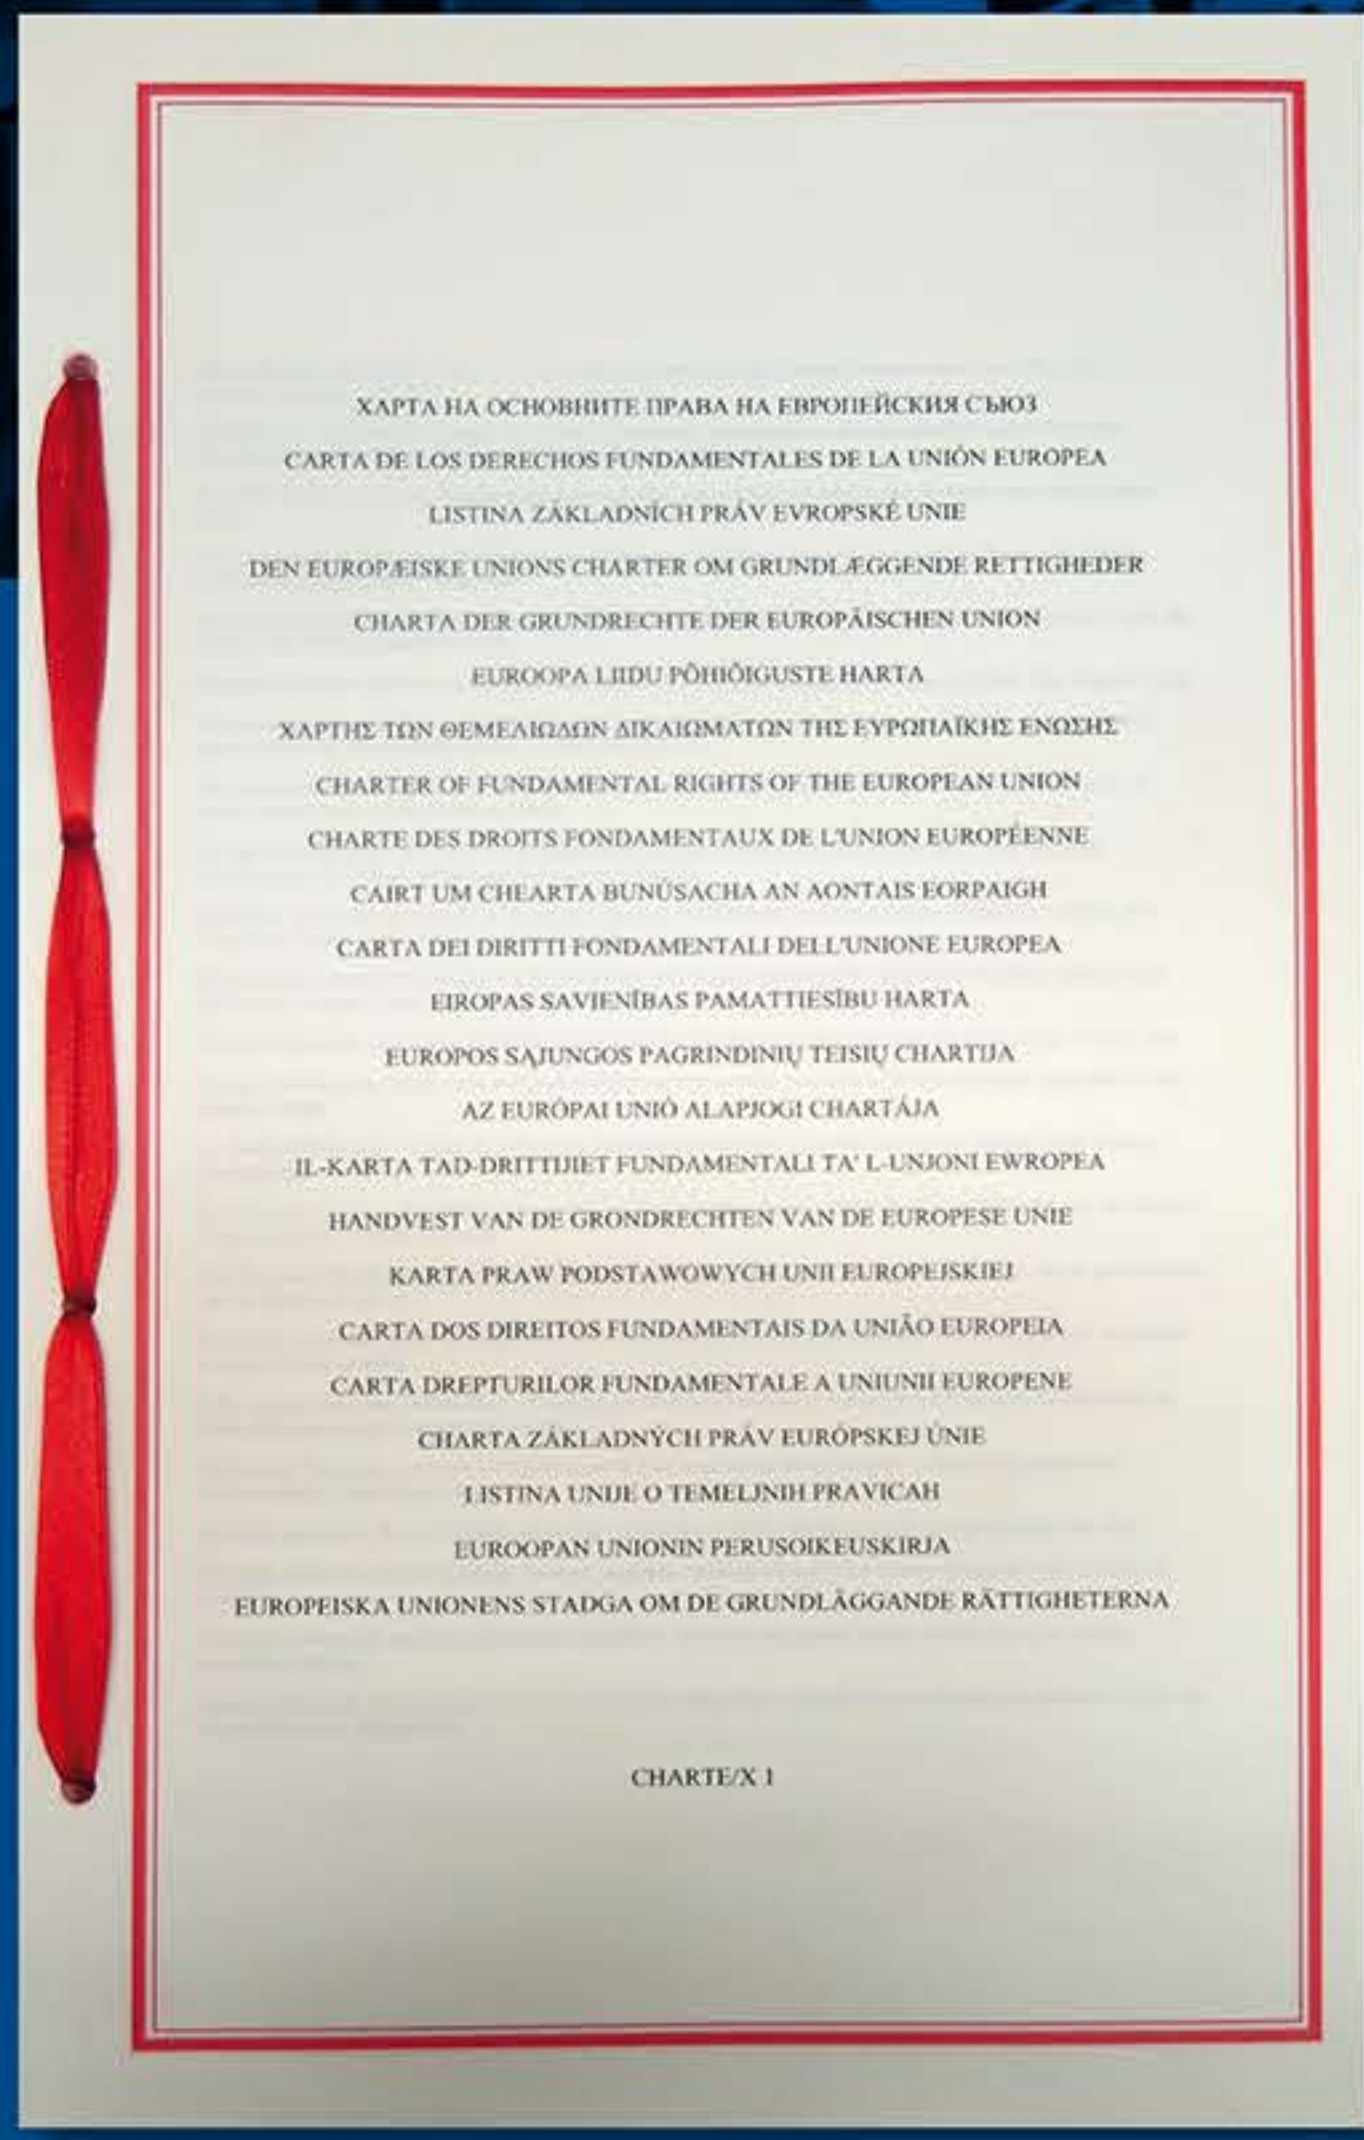 ХАРТА НА ОСНОВНИТЕ ПРАВА НА ЕВРОПЕЙСКИЯ СЪЮЗ
CARTA DE LOS DERECHOS FUNDAMENTALES DE LA UNIÓN EUROPEA
LISTINA ZÁKLADNÍCH PRÁV EVROPSKÉ UNIE
DEN EUROPÆISKE UNIONS CHARTER OM GRUNDLÆGGENDE RETTIGHEDER
CHARTA DER GRUNDRECHTE DER EUROPÄISCHEN UNION
EUROOPA LIIDU PÕHIÕIGUSTE HARTA
ΧΑΡΤΗΣ ΤΩΝ ΘΕΜΕΛΙΩΔΩΝ ΔΙΚΑΙΩΜΑΤΩΝ ΤΗΣ ΕΥΡΩΠΑΪΚΗΣ ΕΝΩΣΗΣ
CHARTER OF FUNDAMENTAL RIGHTS OF THE EUROPEAN UNION
CHARTE DES DROITS FONDAMENTAUX DE L'UNION EUROPÉENNE
CAIRT UM CHEARTA BUNÚSACHA AN AONTAIS EORPAIGH
CARTA DEI DIRITTI FONDAMENTALI DELL'UNIONE EUROPEA
EIROPAS SAVIENĪBAS PAMATTIESĪBU HARTA
EUROPOS SĄJUNGOS PAGRINDINIŲ TEISIŲ CHARTIJA
AZ EURÓPAI UNIÓ ALAPJOGI CHARTÁJA
IL-KARTA TAD-DRITTIJIET FUNDAMENTALI TA' L-UNJONI EWROPEA
HANDVEST VAN DE GRONDRECHTEN VAN DE EUROPESE UNIE
KARTA PRAW PODSTAWOWYCH UNII EUROPEJSKIEJ
CARTA DOS DIREITOS FUNDAMENTAIS DA UNIÃO EUROPEIA
CARTA DREPTURILOR FUNDAMENTALE A UNIUNII EUROPENE
CHARTA ZÁKLADNÝCH PRÁV EURÓPSKEJ ÚNIE
LISTINA UNIJE O TEMELJNIH PRAVICAH
EUROOPAN UNIONIN PERUSOIKEUSKIRJA
EUROPEISKA UNIONENS STADGA OM DE GRUNDLÄGGANDE RÄTTIGHETERNA
CHARTE/X 1